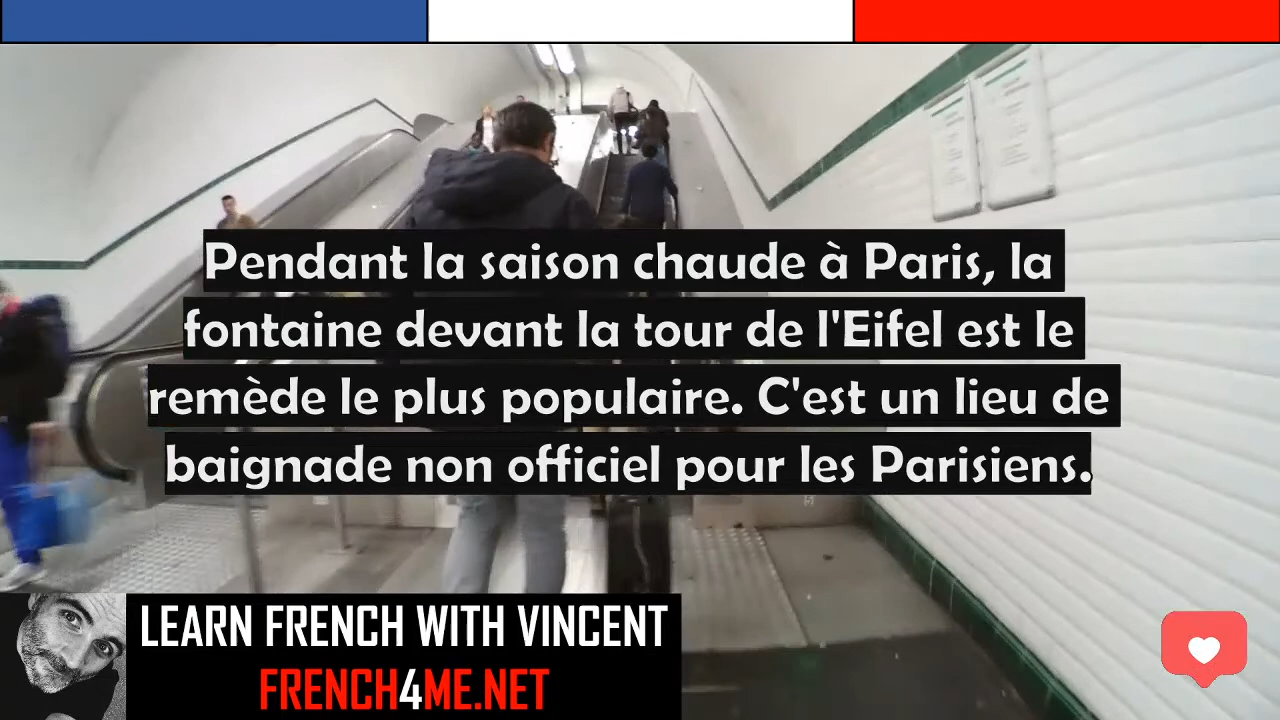 Pendant la saison chaude à Paris, la
fontaine devant la tour de l'Eifel est le
remède le plus populaire. C'est un lieu de
baignade non officiel pour les Parisiens.
LEARN FRENCH WITH VINCENT
FRENCH4ME.NET